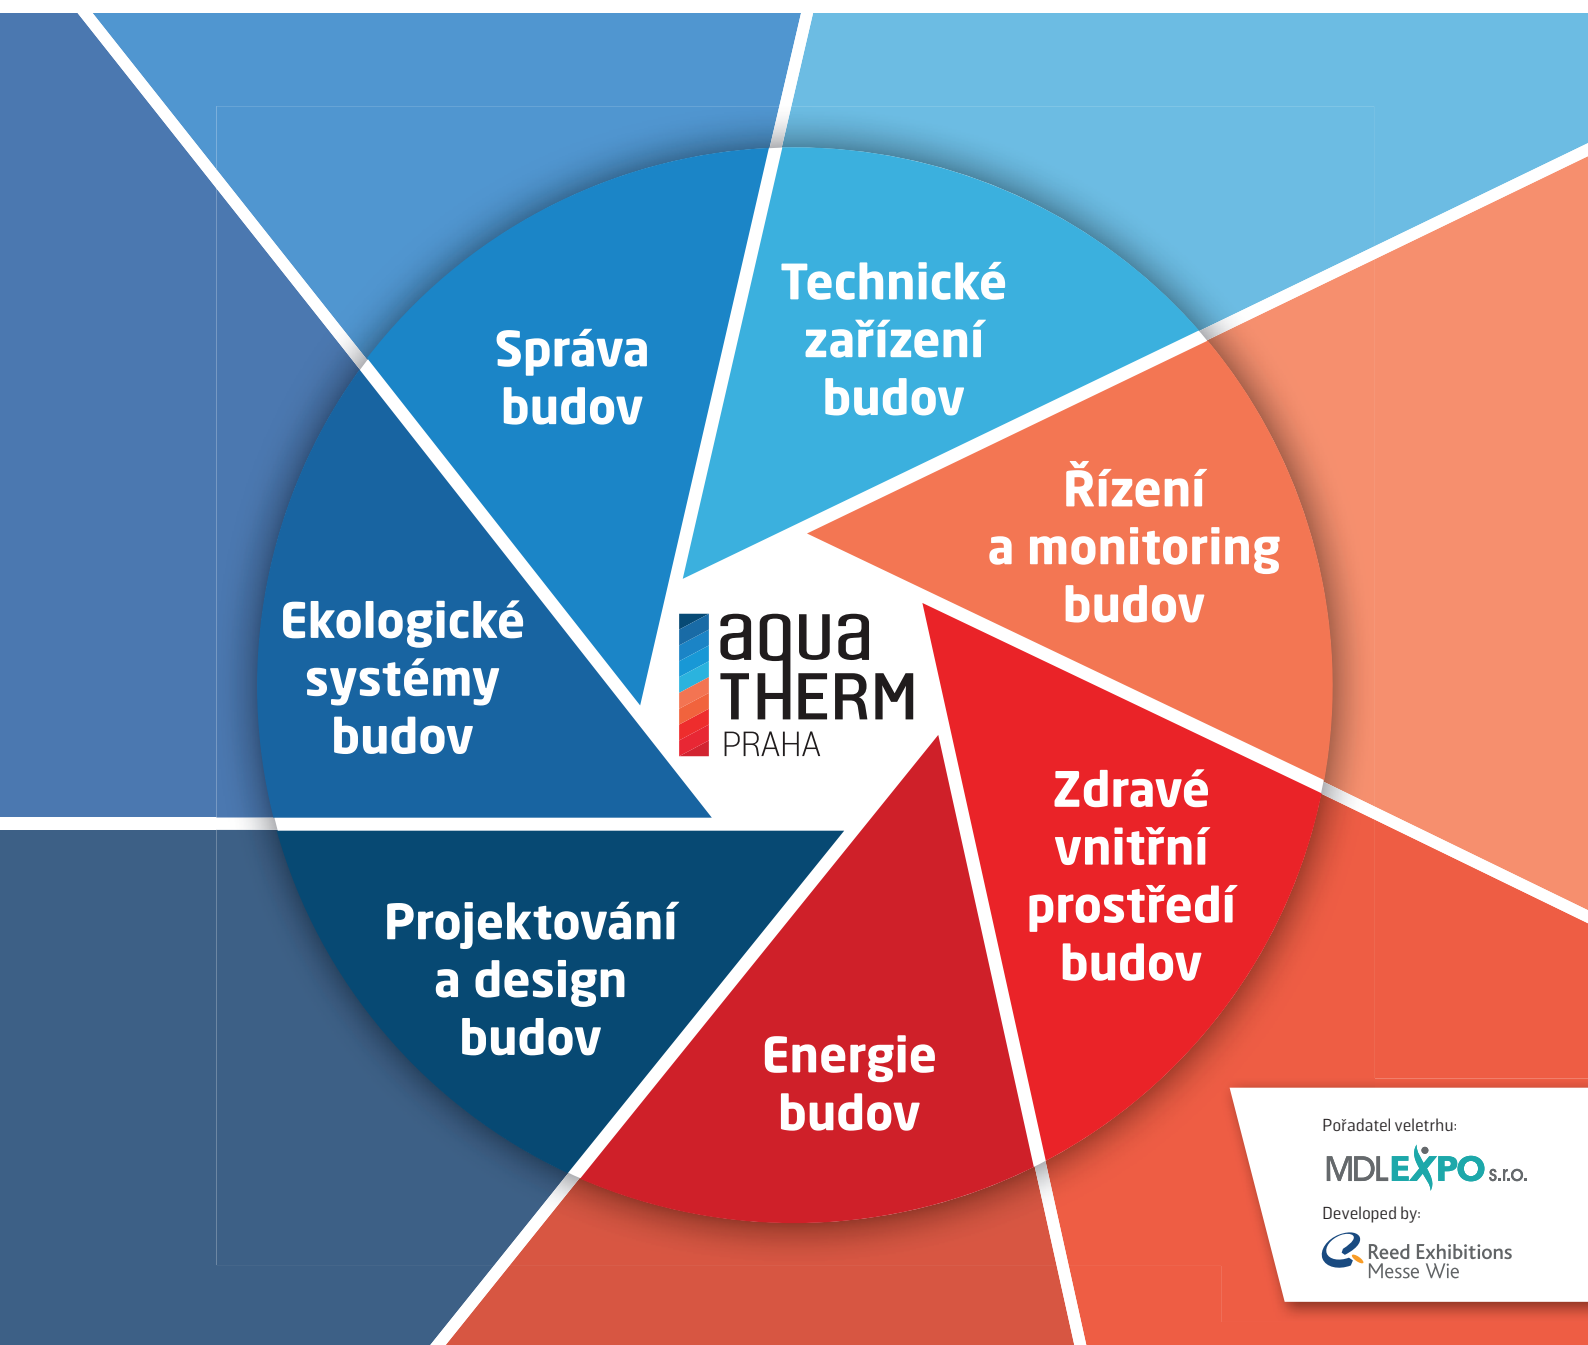 Technické
zařízení
budov
Správa
budov
Řízení
a monitoring
budov
Ekologické
systémy
budov
aqua
THERM
PRAHA
Zdravé
vnitřní
prostředí
budov
Projektování
a design
budov
Energie
budov
Pořadatel veletrhu:
MDLEXPO s.r.o.
Developed by:
Reed Exhibitions
Messe Wie